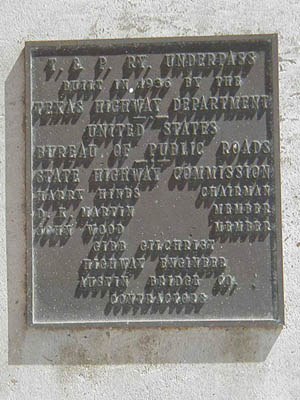 T. & P. RY. UNDERPASS
BUILT IN 1936 BY THE
TEXAS HIGHWAY DEPARTMENT
UNITED STATES
BUREAU OF PUBLIC ROADS
STATE HIGHWAY COMMISSION
HARRY HINES CHAIRMAN
D. K. MARTIN MEMBER
JOHN WOOD MEMBER
GIBB GILCHRIST
HIGHWAY ENGINEER
AUSTIN BRIDGE CO.
CONTRACTORS